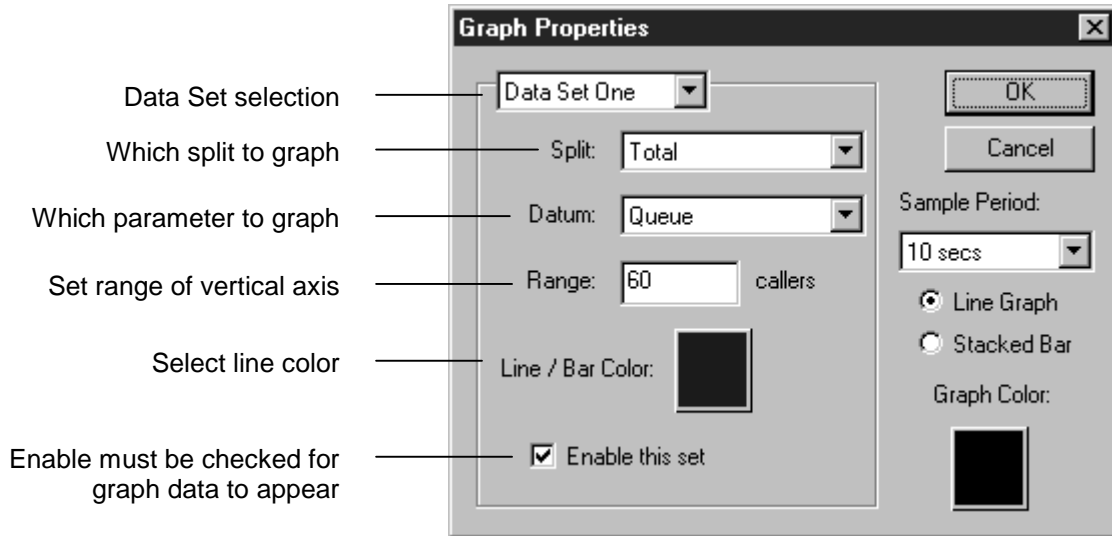 Graph Properties
Data Set selection
Data Set One
OK
Which split to graph
Split:
Total
Cancel
Which parameter to graph
Datum:
Queue
Sample Period:
10 secs
Set range of vertical axis
Range:
60
callers
Line Graph
Stacked Bar
Select line color
Line / Bar Color:
Graph Color:
Enable must be checked for
graph data to appear
Enable this set